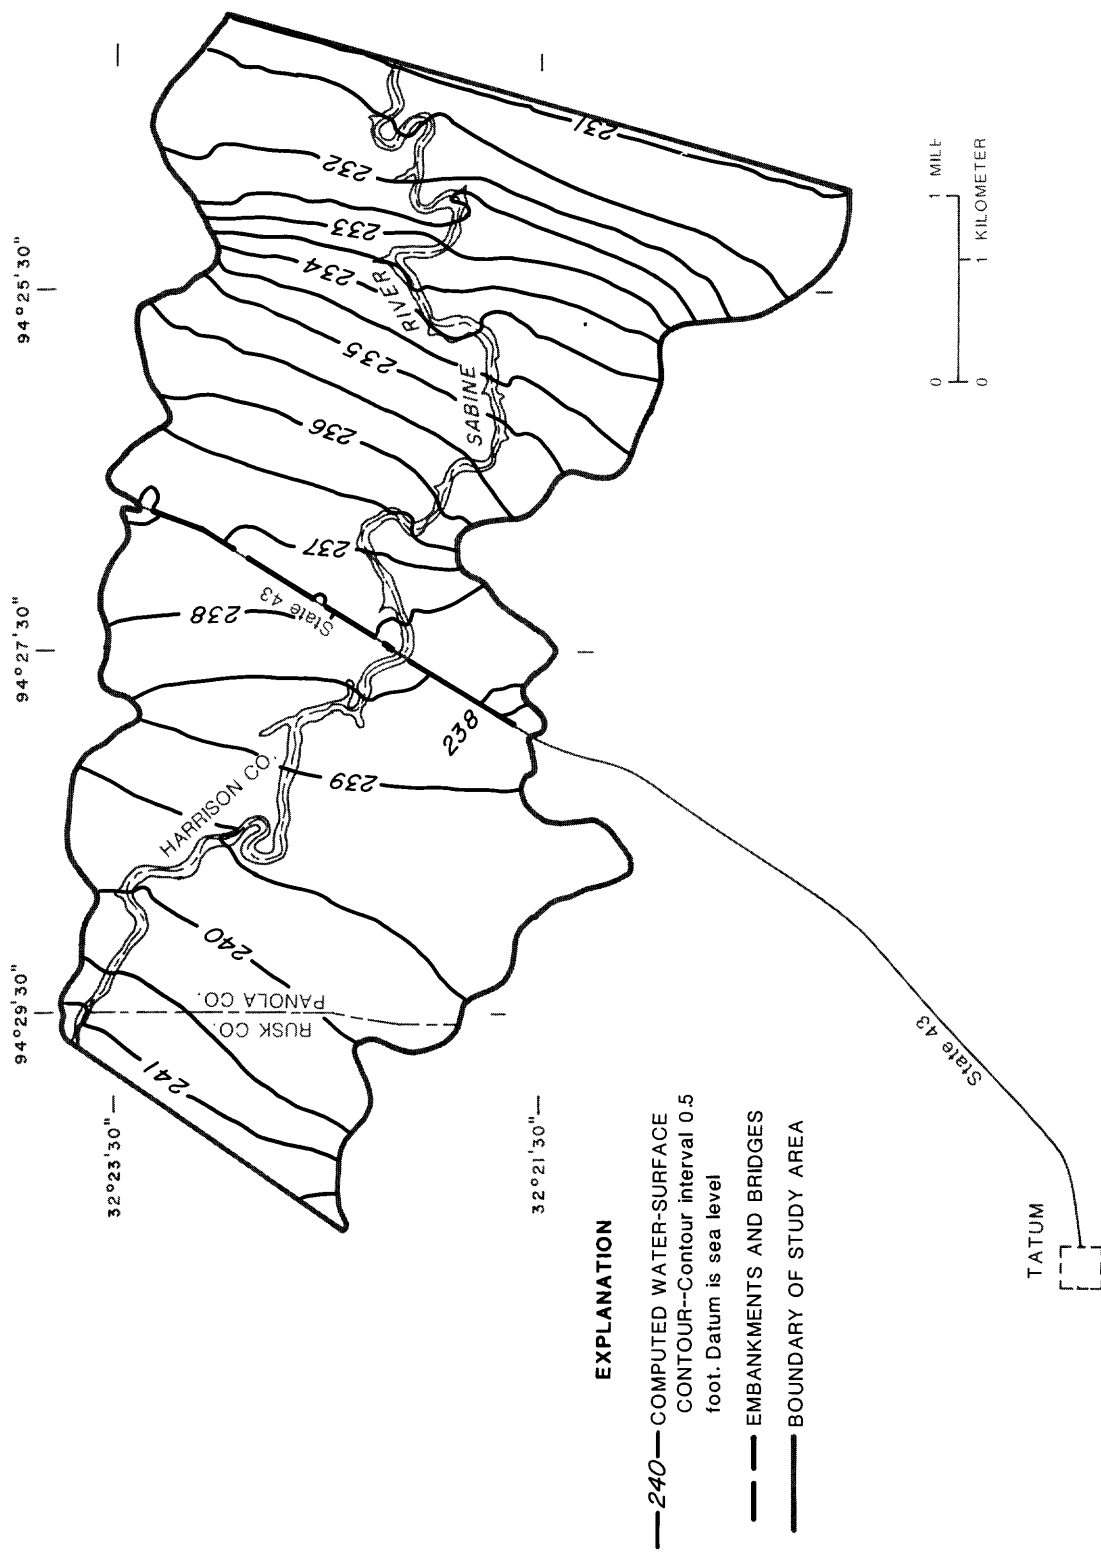 94°25'30"
94°27'30"
94°29'30"
32°23'30"
32°21'30"
231
232
233
234
235
236
237
238
238
239
240
241
SABINE RIVER
State 43
HARRISON CO.
PANOLA CO.
RUSK CO.
State 43
TATUM
0 1 MILE
0 1 KILOMETER
EXPLANATION
240 COMPUTED WATER-SURFACE
CONTOUR--Contour interval 0.5
foot. Datum is sea level
EMBANKMENTS AND BRIDGES
BOUNDARY OF STUDY AREA